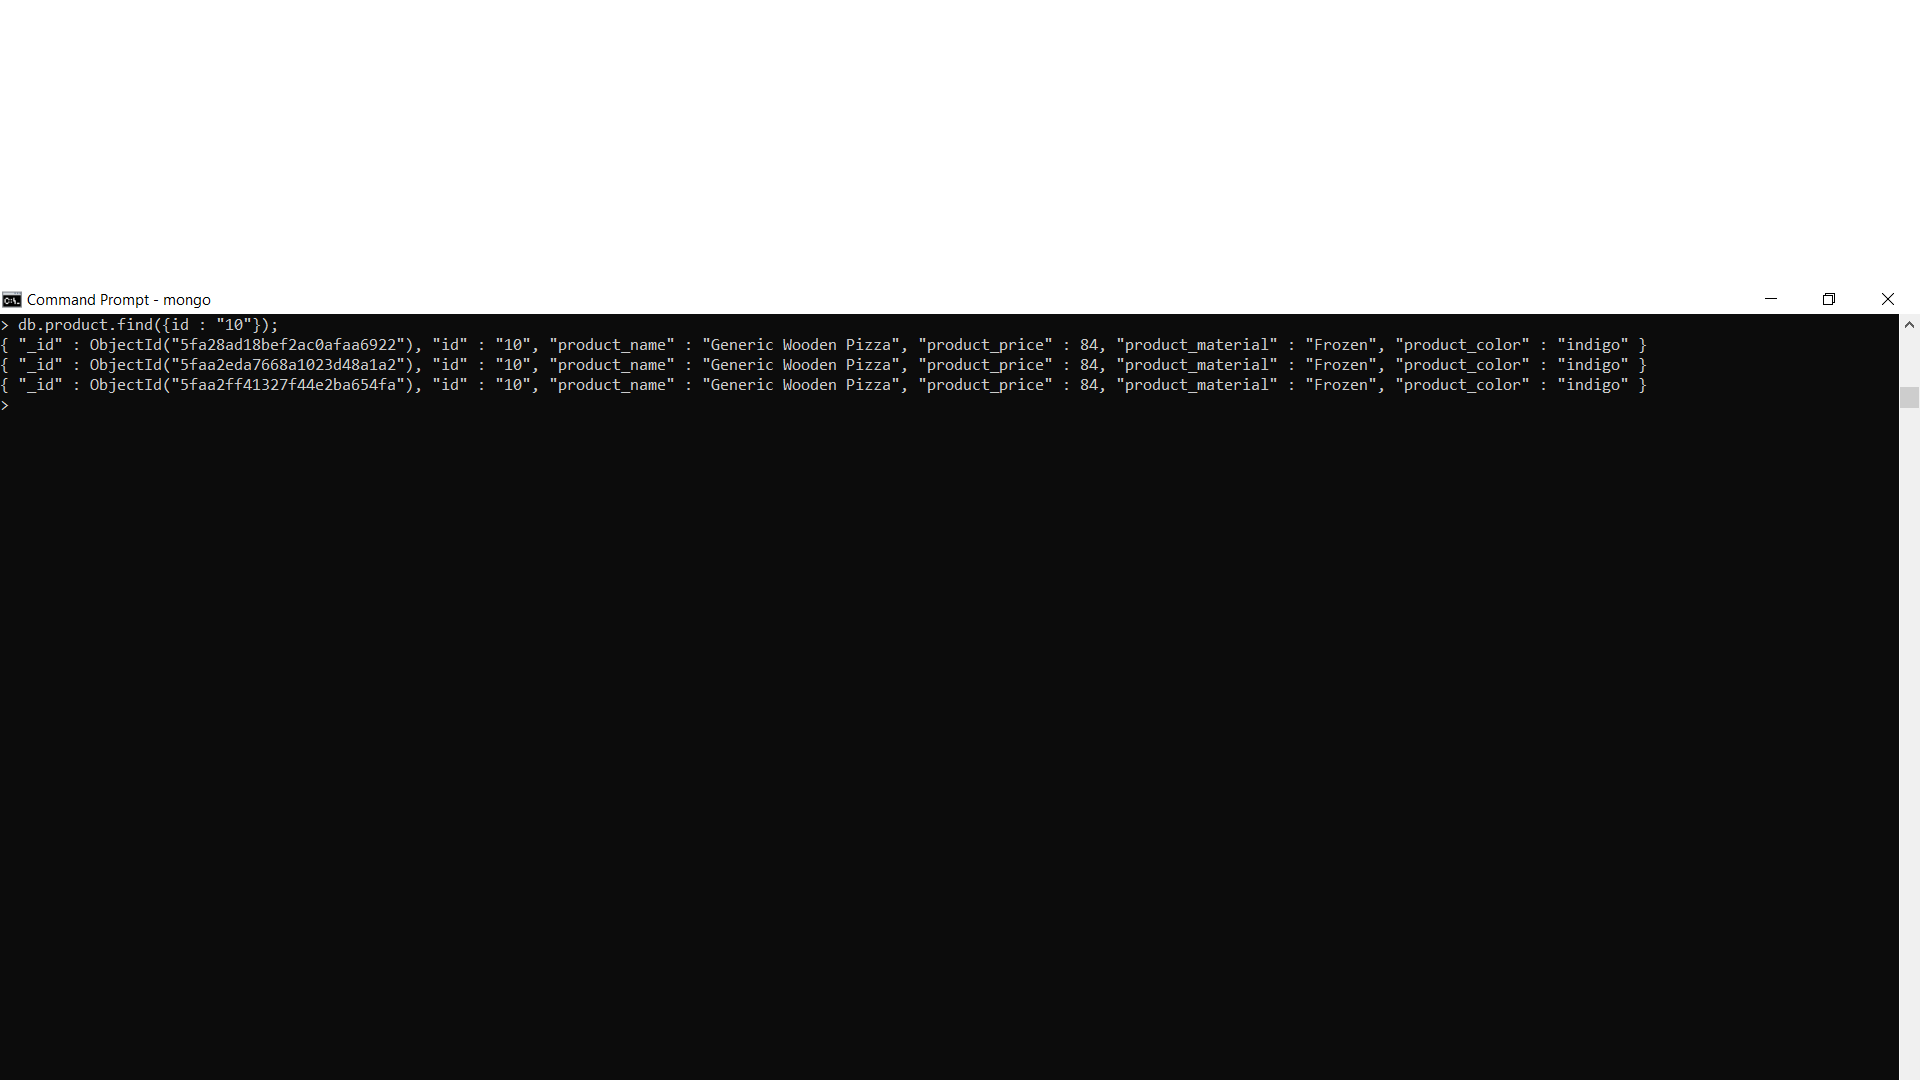 Command Prompt - mongo
> db.product.find({id : "10"});
{ "_id" : ObjectId("5fa28ad18bef2ac0afaa6922"), "id" : "10", "product_name" : "Generic Wooden Pizza", "product_price" : 84, "product_material" : "Frozen", "product_color" : "indigo" }
{ "_id" : ObjectId("5faa2eda7668a1023d48a1a2"), "id" : "10", "product_name" : "Generic Wooden Pizza", "product_price" : 84, "product_material" : "Frozen", "product_color" : "indigo" }
{ "_id" : ObjectId("5faa2ff41327f44e2ba654fa"), "id" : "10", "product_name" : "Generic Wooden Pizza", "product_price" : 84, "product_material" : "Frozen", "product_color" : "indigo" }
>